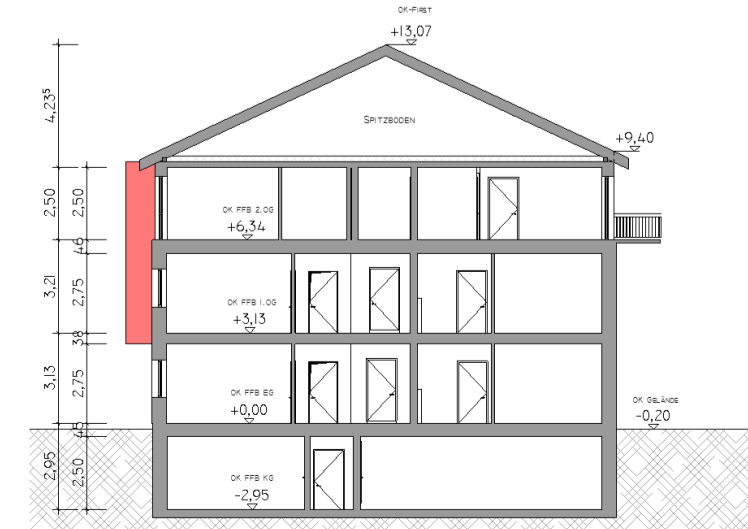 OK-FIRST
+13,07
SPITZBODEN
+9,40
4,23⁵
2,50
2,50
OK FFB 2.OG
+6,34
46
3,21
2,75
OK FFB 1.OG
+3,13
38
3,13
2,75
OK FFB EG
+0,00
OK GELÄNDE
-0,20
45
2,95
2,50
OK FFB KG
-2,95